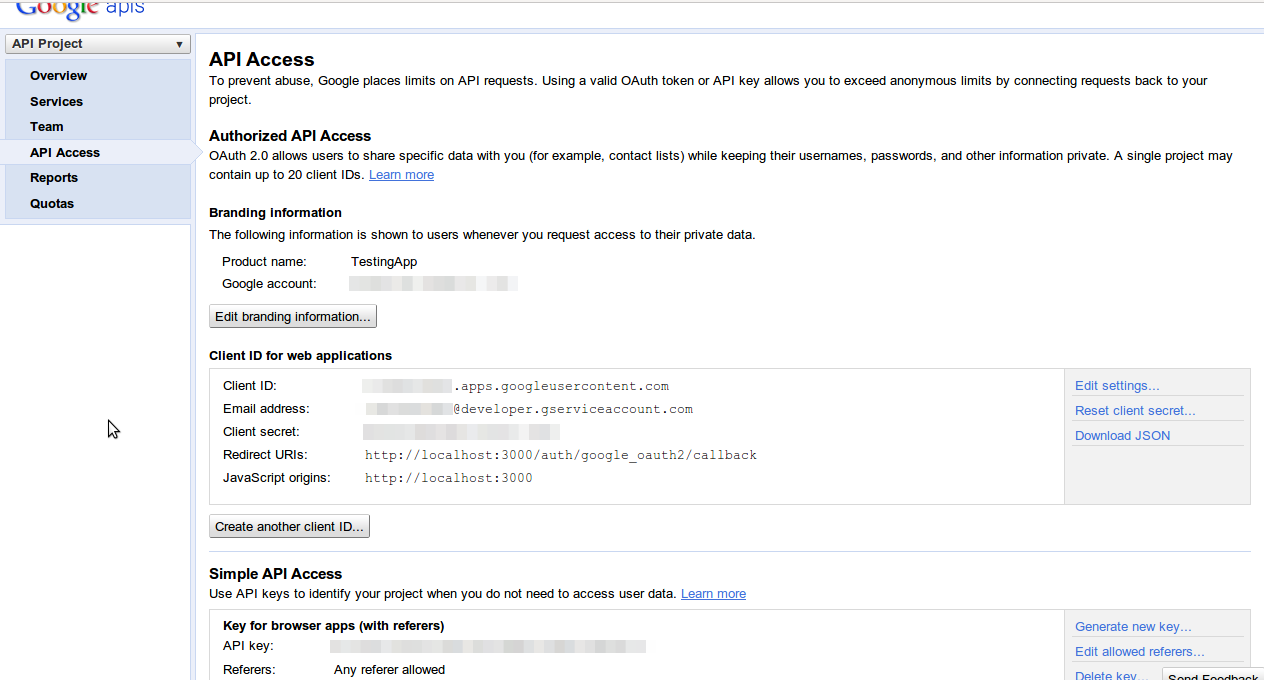 Google apis
API Project
Overview
Services
Team
API Access
Reports
Quotas
API Access
To prevent abuse, Google places limits on API requests. Using a valid OAuth token or API key allows you to exceed anonymous limits by connecting requests back to your
project.
Authorized API Access
OAuth 2.0 allows users to share specific data with you (for example, contact lists) while keeping their usernames, passwords, and other information private. A single project may
contain up to 20 client IDs. Learn more
Branding information
The following information is shown to users whenever you request access to their private data.
Product name: TestingApp
Google account:
Edit branding information...
Client ID for web applications
Client ID: .apps.googleusercontent.com
Email address: @developer.gserviceaccount.com
Client secret:
Redirect URIs: http://localhost:3000/auth/google_oauth2/callback
JavaScript origins: http://localhost:3000
Edit settings...
Reset client secret...
Download JSON
Create another client ID...
Simple API Access
Use API keys to identify your project when you do not need to access user data. Learn more
Key for browser apps (with referers)
API key:
Referers: Any referer allowed
Generate new key...
Edit allowed referers...
Delete key...
Send Feedback